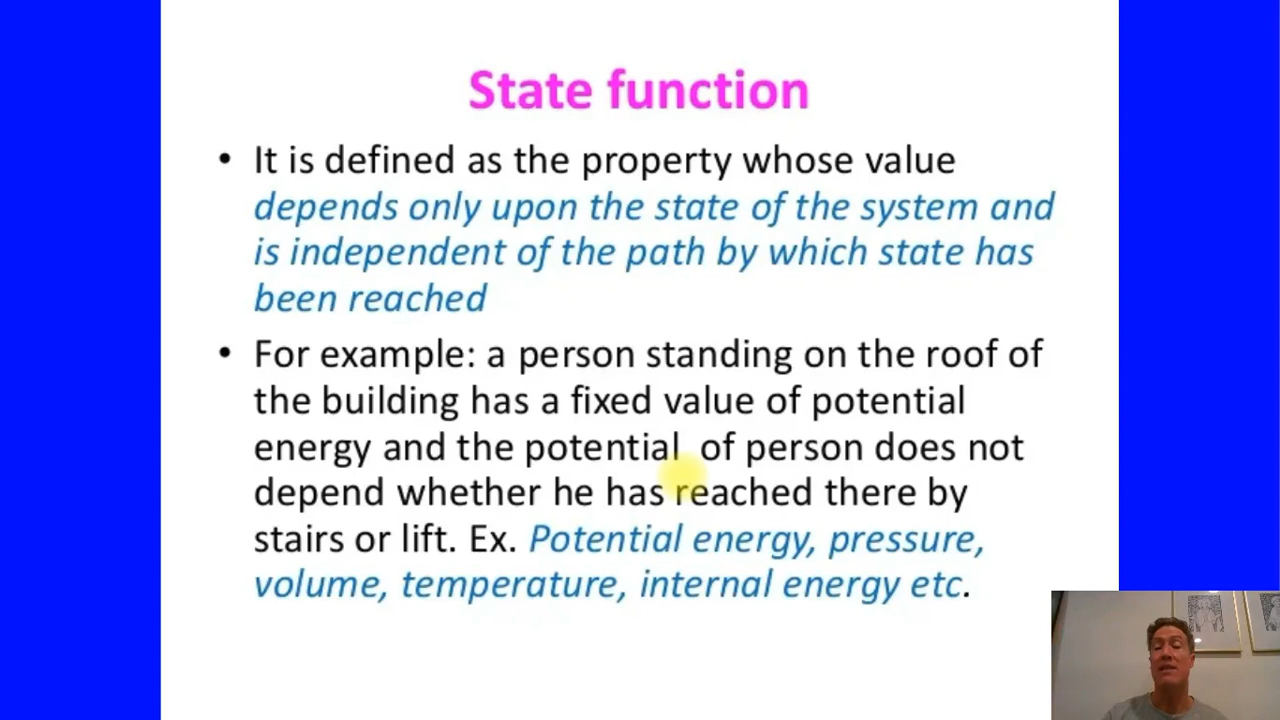 State function
• It is defined as the property whose value
depends only upon the state of the system and
is independent of the path by which state has
been reached
• For example: a person standing on the roof of
the building has a fixed value of potential
energy and the potential of person does not
depend whether he has reached there by
stairs or lift. Ex. Potential energy, pressure,
volume, temperature, internal energy etc.